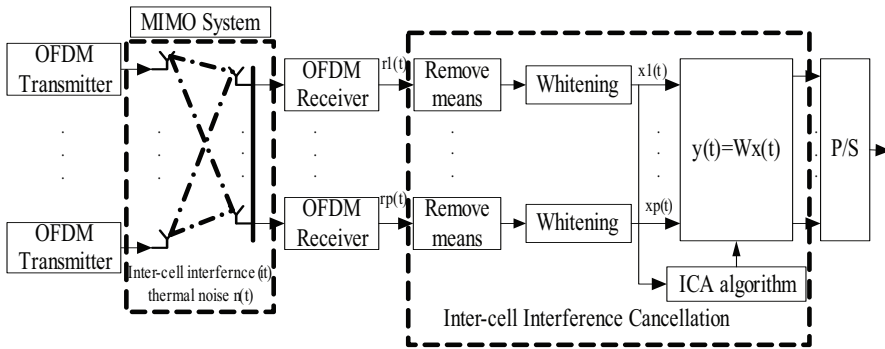 MIMO System
OFDM
Transmitter
OFDM
Receiver
r1(t)
Remove
means
Whitening
x1(t)
y(t)=Wx(t)
P/S
OFDM
Transmitter
OFDM
Receiver
rp(t)
Remove
means
Whitening
xp(t)
Inter-cell interfernce i(t)
thermal noise n(t)
ICA algorithm
Inter-cell Interference Cancellation